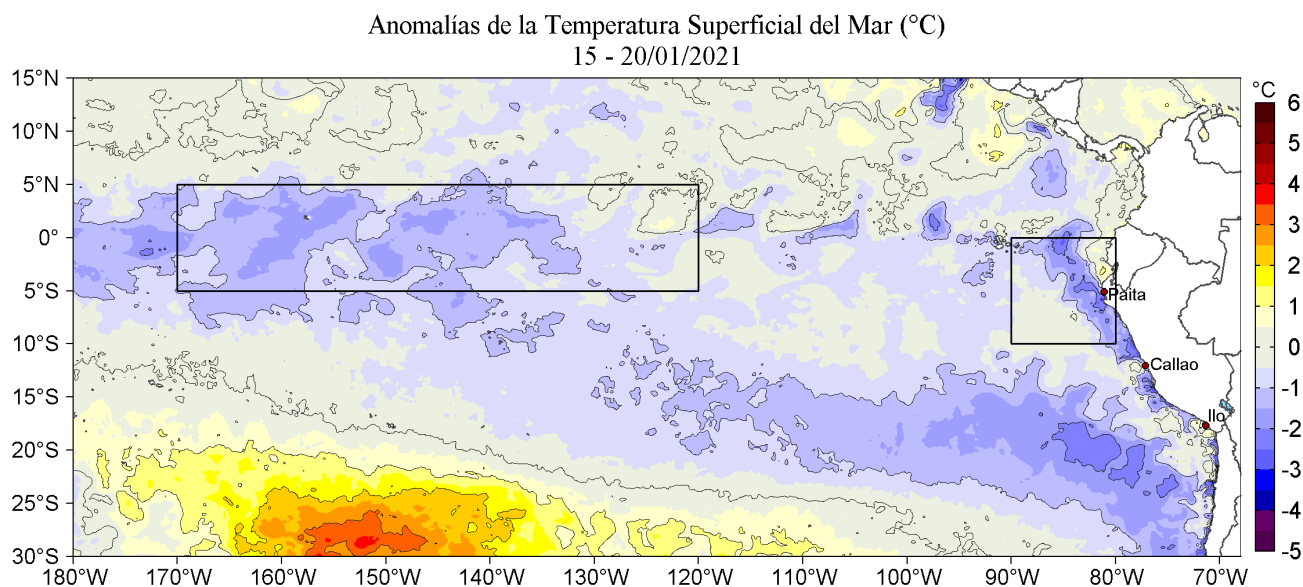 Anomalías de la Temperatura Superficial del Mar (°C)
15 - 20/01/2021
°C
15°N
10°N
5°N
0°
5°S
10°S
15°S
20°S
25°S
30°S
Paita
Callao
Ilo
6
5
4
3
2
1
0
-1
-2
-3
-4
-5
180°W 170°W 160°W 150°W 140°W 130°W 120°W 110°W 100°W 90°W 80°W 70°W